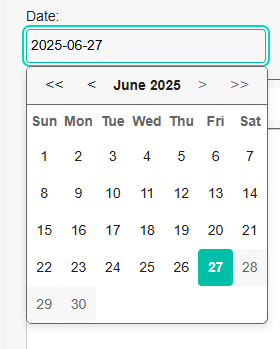 Date:
2025-06-27
<< < June 2025 > >>
Sun Mon Tue Wed Thu Fri Sat
1 2 3 4 5 6 7
8 9 10 11 12 13 14
15 16 17 18 19 20 21
22 23 24 25 26 27 28
29 30